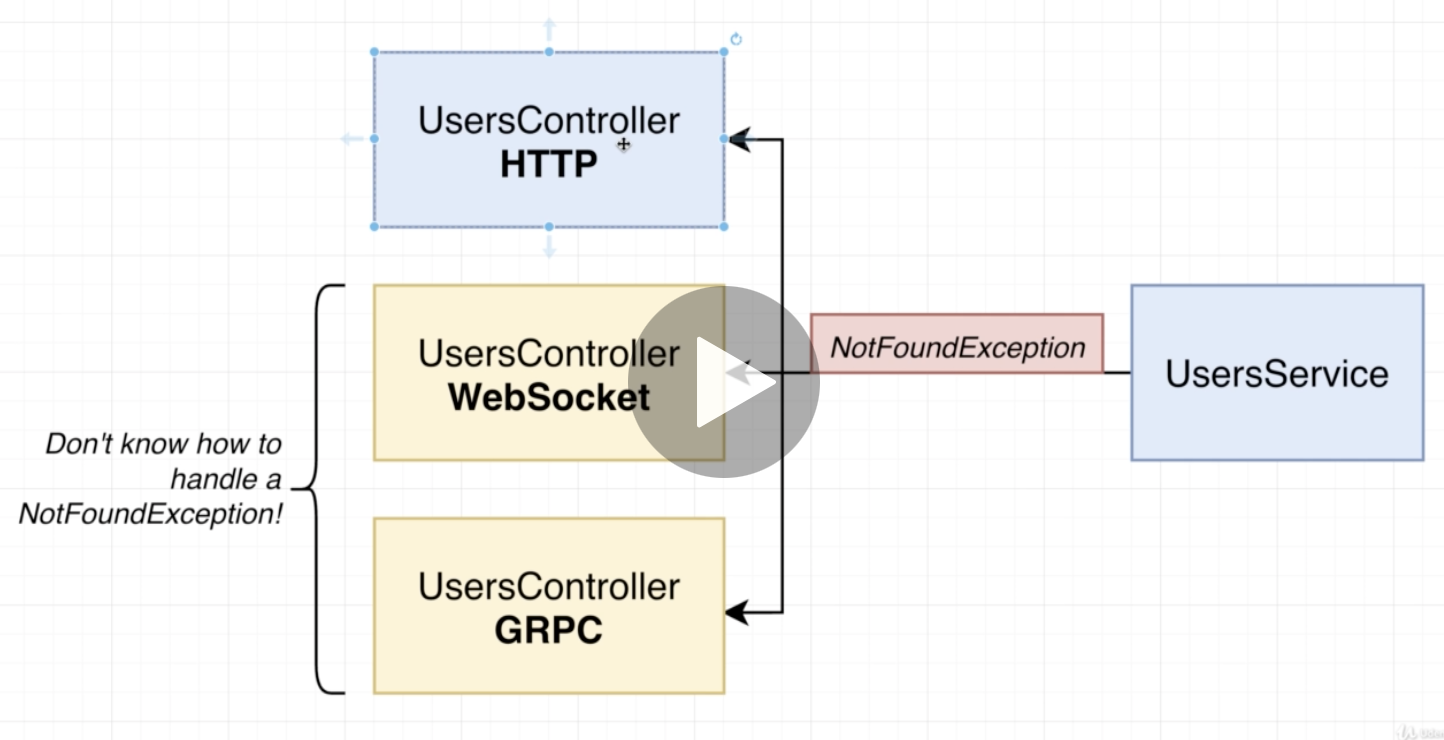 UsersController
HTTP
UsersController
WebSocket
NotFoundException
UsersService
Don't know how to
handle a
NotFoundException!
UsersController
GRPC